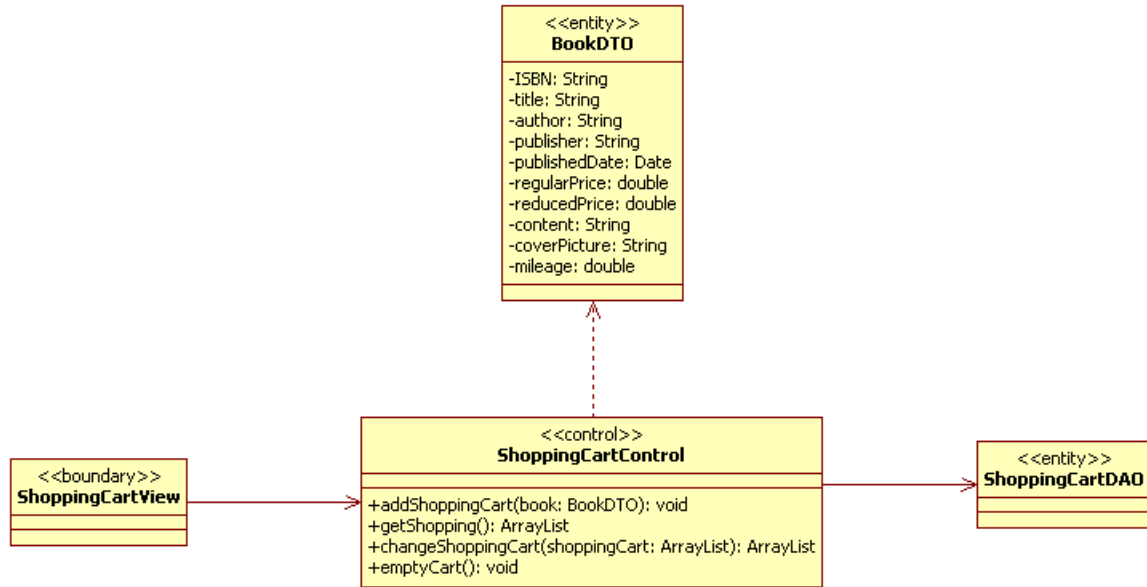 <<entity>>
BookDTO
-ISBN: String
-title: String
-author: String
-publisher: String
-publishedDate: Date
-regularPrice: double
-reducedPrice: double
-content: String
-coverPicture: String
-mileage: double
<<boundary>>
ShoppingCartView
<<control>>
ShoppingCartControl
+addShoppingCart(book: BookDTO): void
+getShopping(): ArrayList
+changeShoppingCart(shoppingCart: ArrayList): ArrayList
+emptyCart(): void
<<entity>>
ShoppingCartDAO